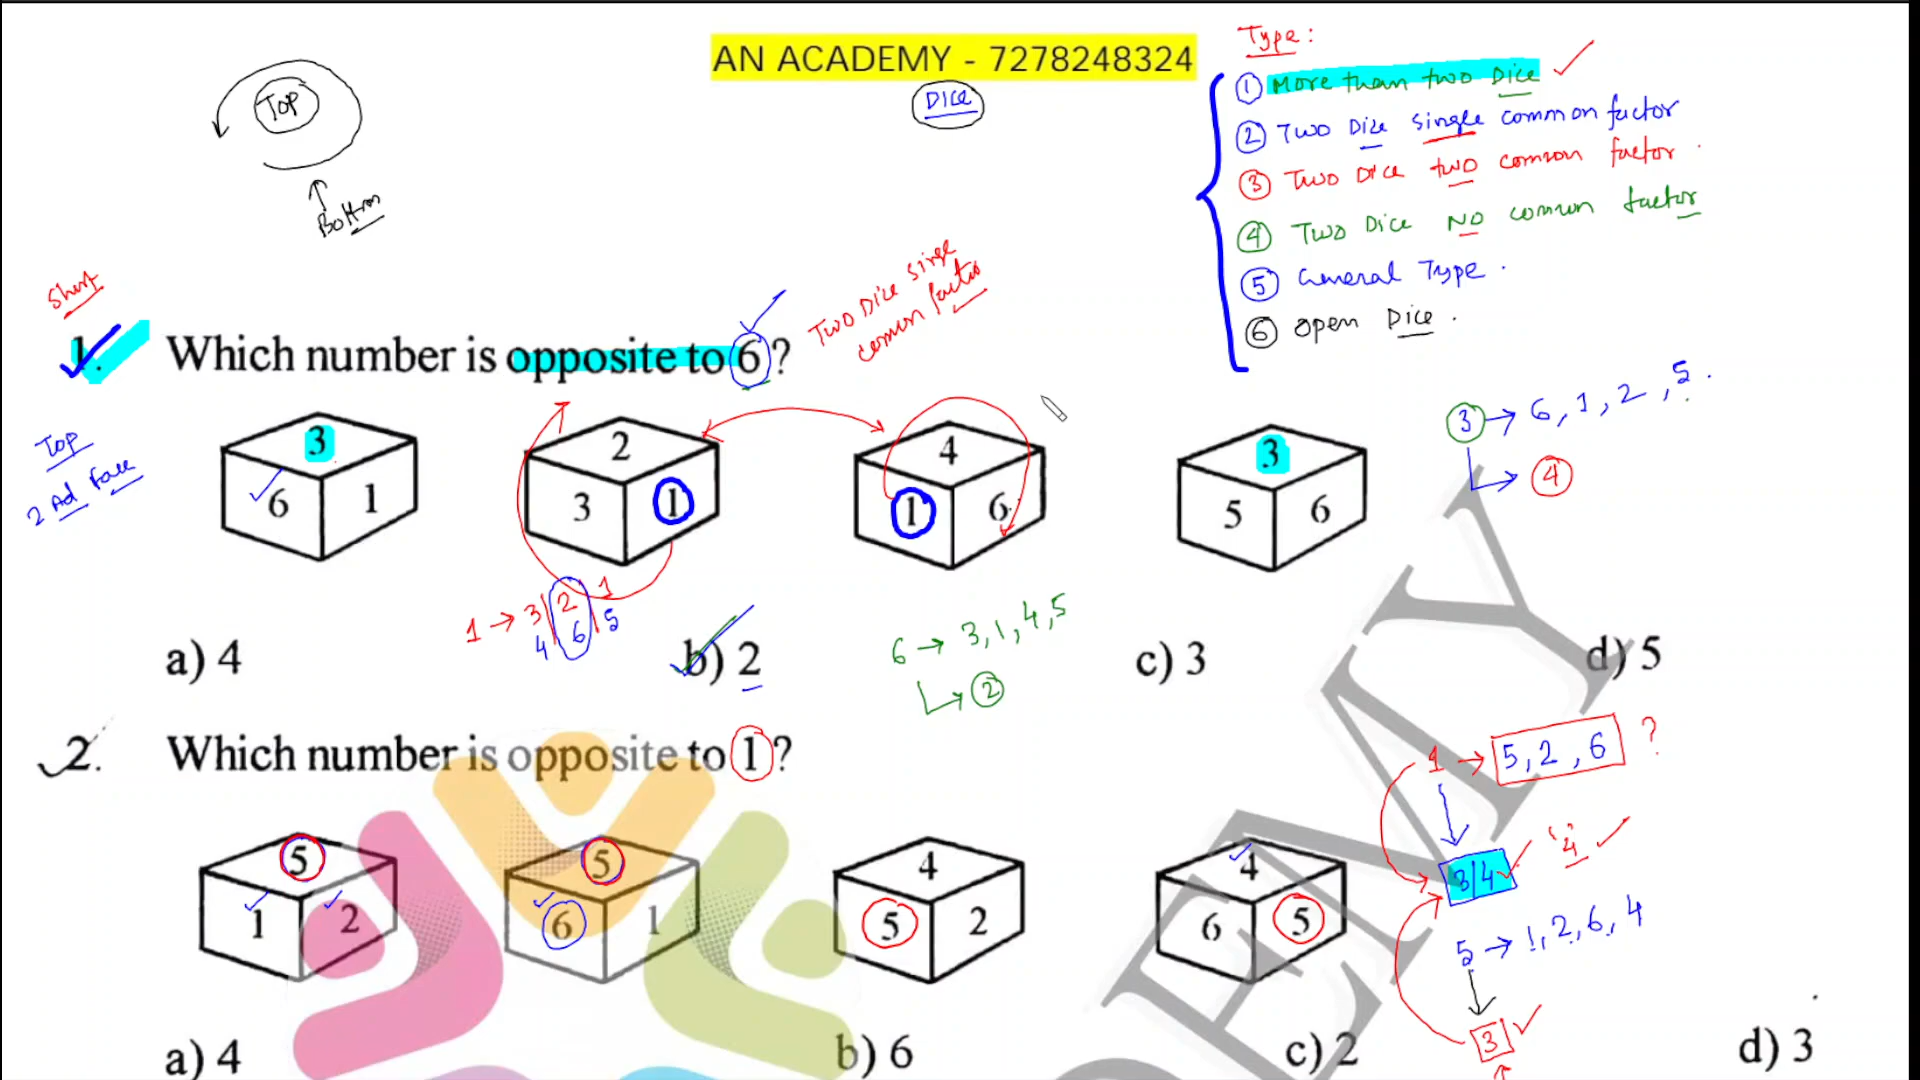 AN ACADEMY - 7278248324
DICE
Type:
① More than two Dice
② Two Dice single common factor
③ Two Dice two common factor.
④ Two Dice NO common factor
⑤ General Type.
⑥ open Dice.
TOP
Bottom
Short
1. Which number is opposite to 6?
Two Dice single
common factor
Top
2 Ad Face
3 6 1
2 3 1
4 1 6
3 5 6
3 → 6, 1, 2, 5.
4
1 → 3 2 1
4 6 5
6 → 3, 1, 4, 5
2
a) 4 b) 2 c) 3 d) 5
2. Which number is opposite to 1?
1 → 5, 2, 6 ?
5 1 2
5 6 1
4 5 2
4 6 5
3 4 '4'
5 → 1, 2, 6, 4
3
a) 4 b) 6 c) 2 d) 3